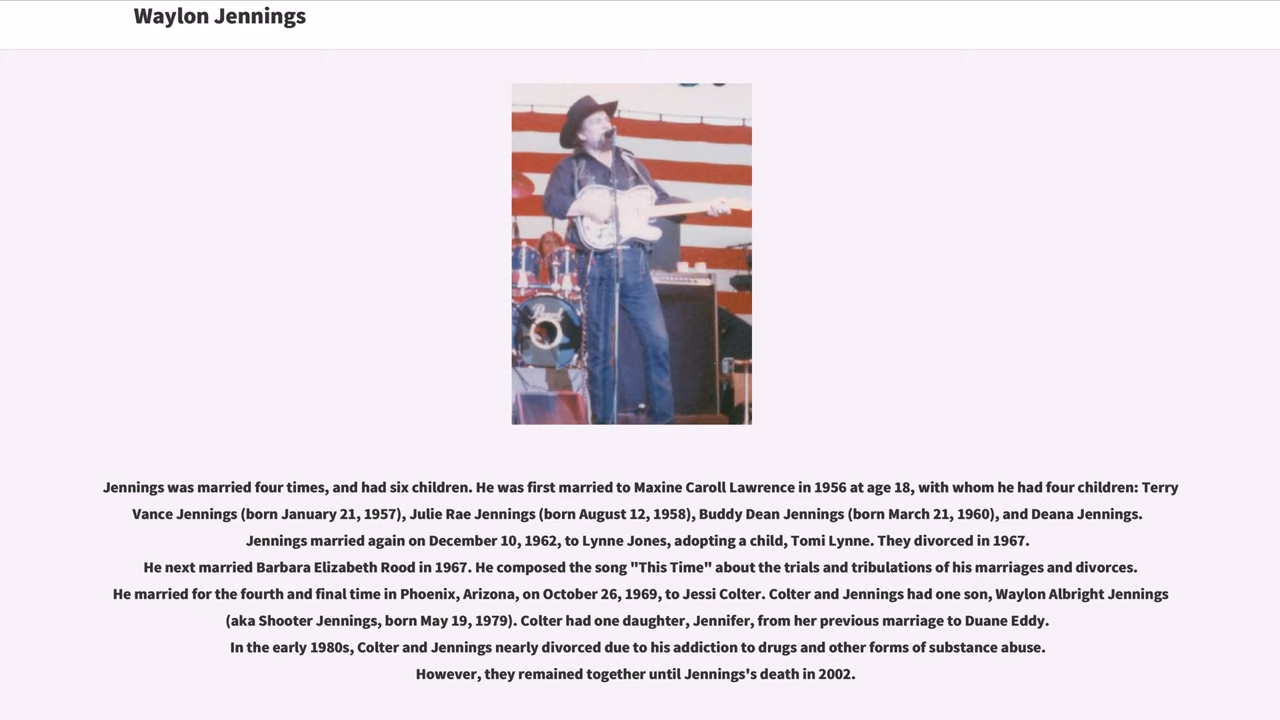 Waylon Jennings
Pearl
Jennings was married four times, and had six children. He was first married to Maxine Caroll Lawrence in 1956 at age 18, with whom he had four children: Terry
Vance Jennings (born January 21, 1957), Julie Rae Jennings (born August 12, 1958), Buddy Dean Jennings (born March 21, 1960), and Deana Jennings.
Jennings married again on December 10, 1962, to Lynne Jones, adopting a child, Tomi Lynne. They divorced in 1967.
He next married Barbara Elizabeth Rood in 1967. He composed the song "This Time" about the trials and tribulations of his marriages and divorces.
He married for the fourth and final time in Phoenix, Arizona, on October 26, 1969, to Jessi Colter. Colter and Jennings had one son, Waylon Albright Jennings
(aka Shooter Jennings, born May 19, 1979). Colter had one daughter, Jennifer, from her previous marriage to Duane Eddy.
In the early 1980s, Colter and Jennings nearly divorced due to his addiction to drugs and other forms of substance abuse.
However, they remained together until Jennings's death in 2002.